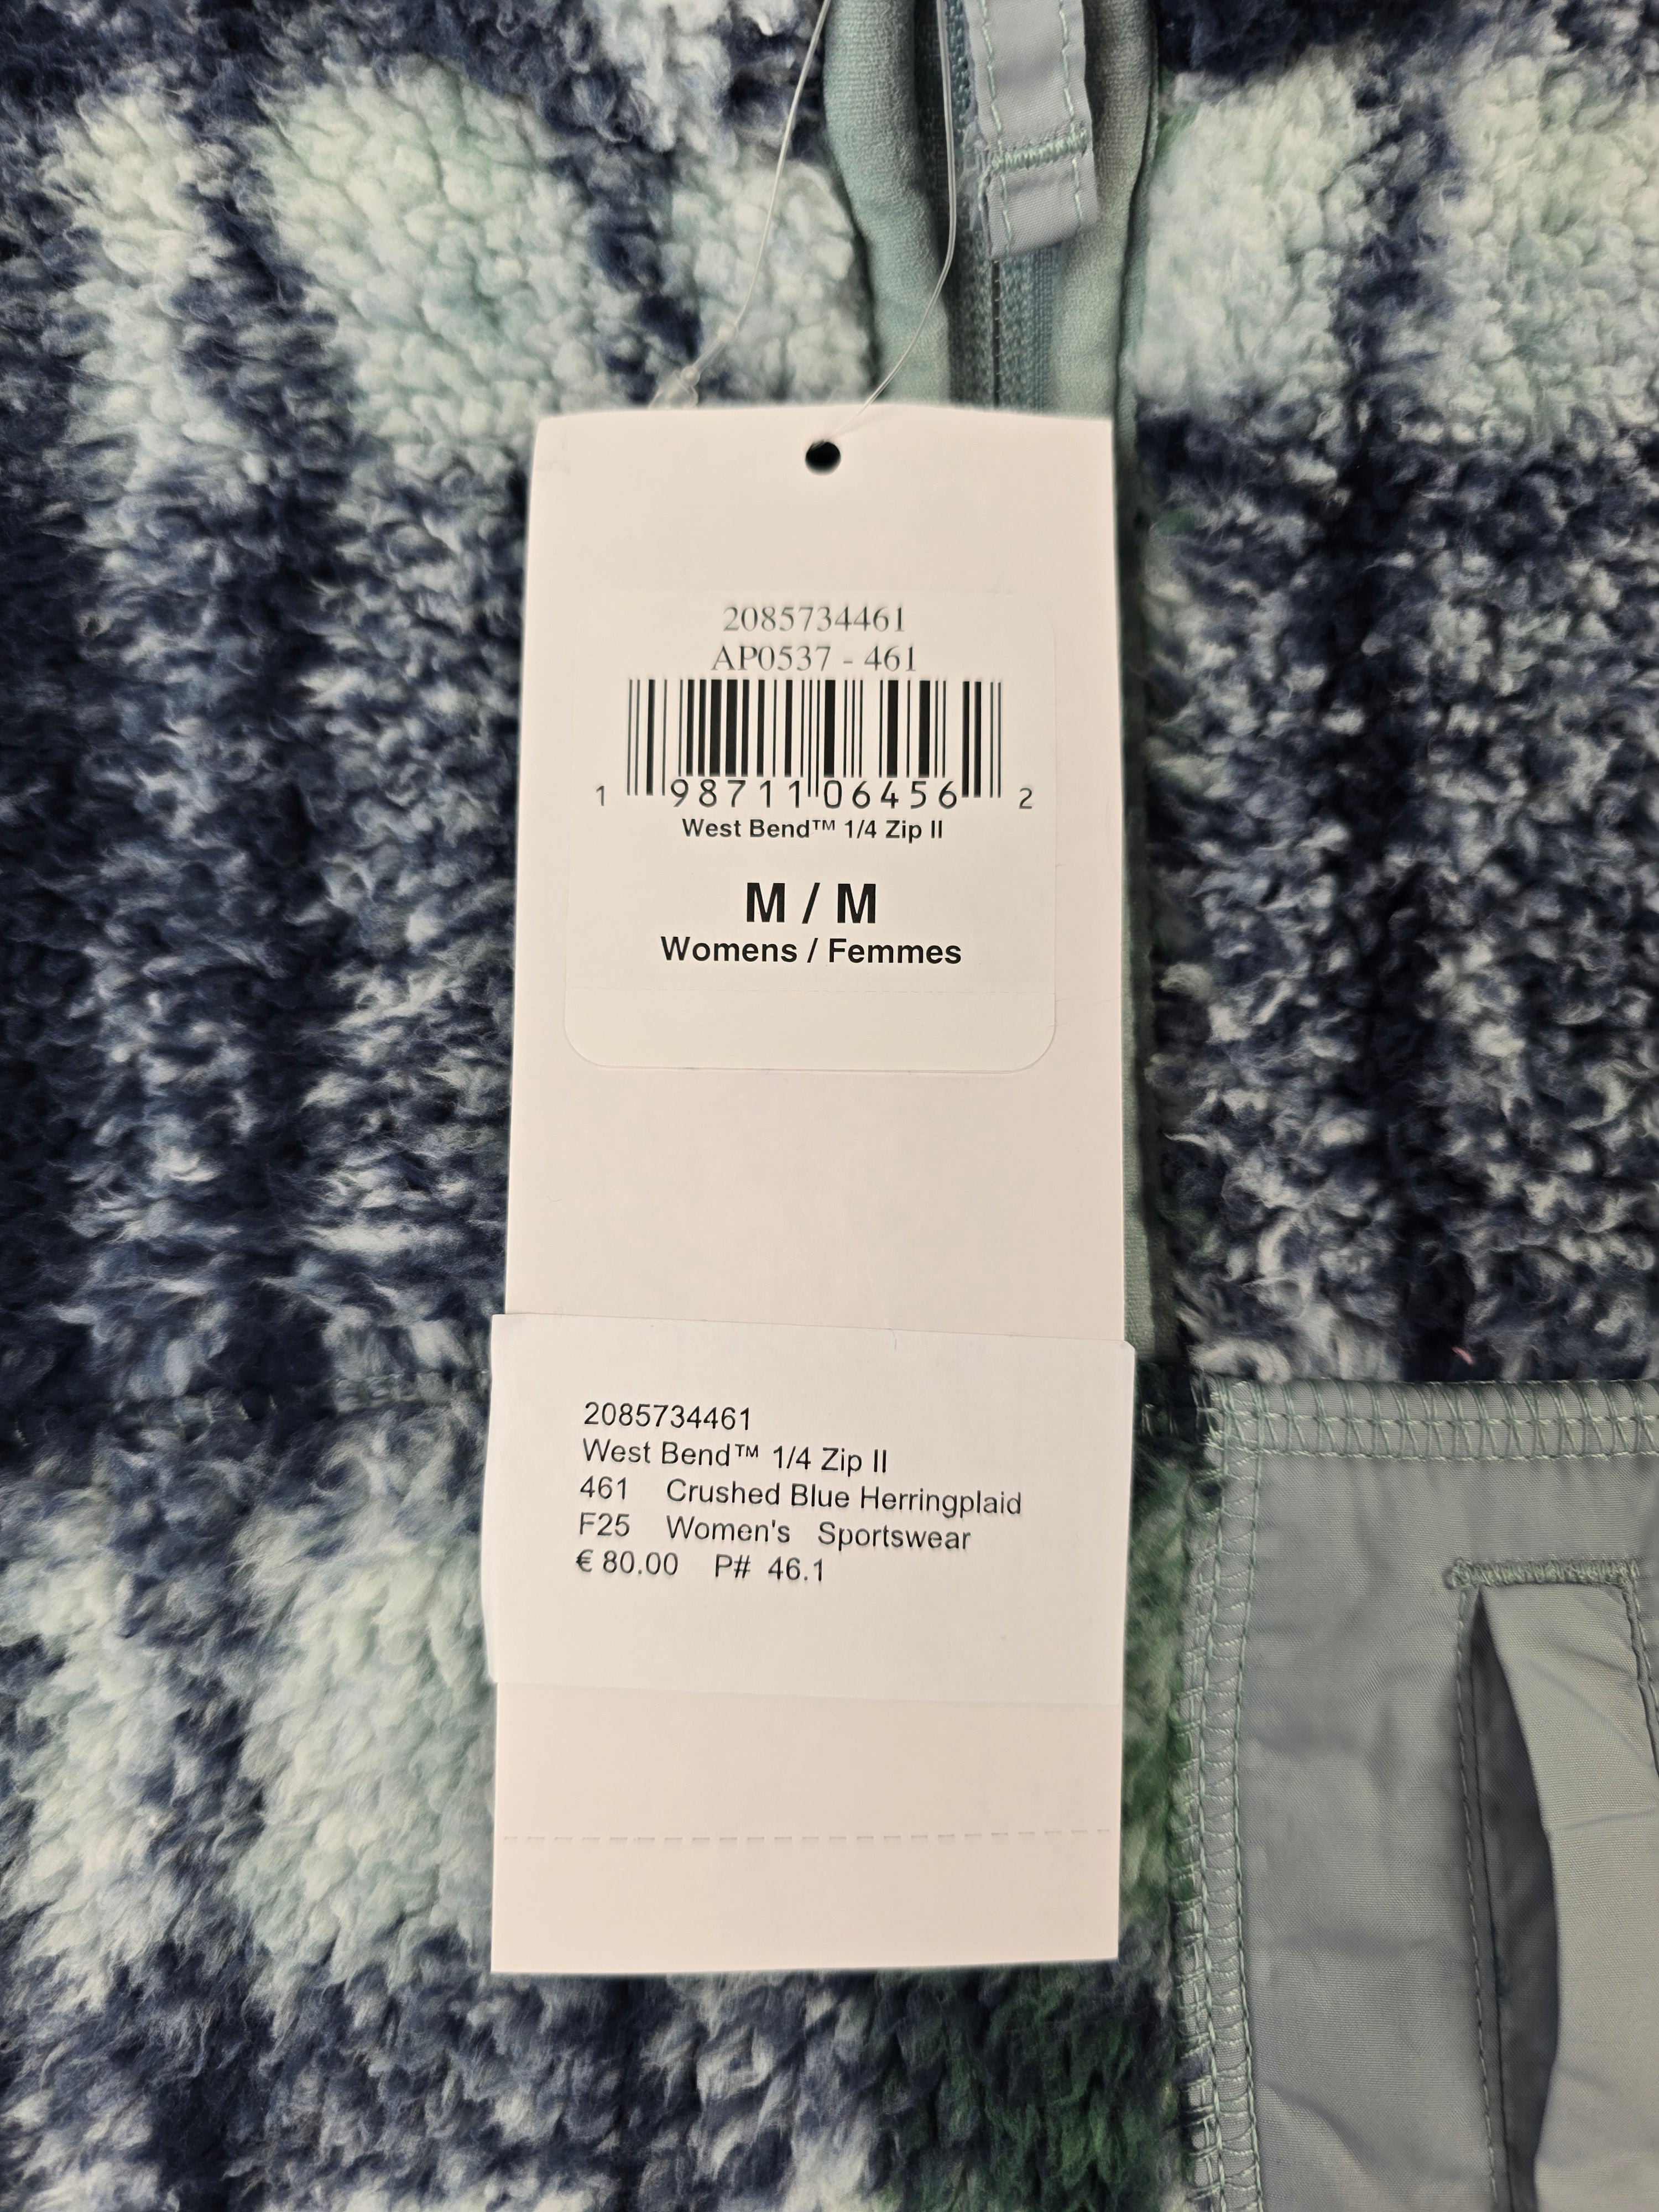 2085734461
AP0537 - 461
1 98711 06456 2
West Bend™ 1/4 Zip II
M / M
Womens / Femmes
2085734461
West Bend™ 1/4 Zip II
461 Crushed Blue Herringplaid
F25 Women's Sportswear
€ 80.00 P# 46.1